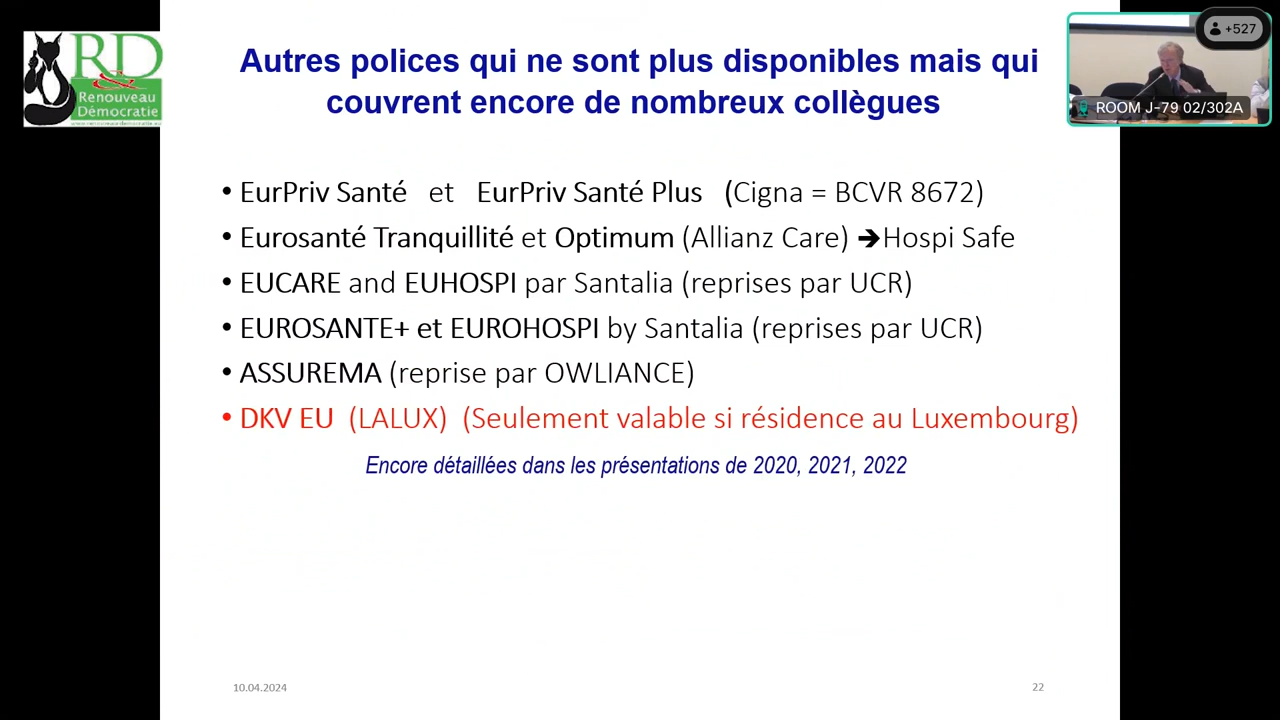 RD
&
Renouveau
Démocratie
Autres polices qui ne sont plus disponibles mais qui
couvrent encore de nombreux collègues
+527
ROOM J-79 02/302A
• EurPriv Santé et EurPriv Santé Plus (Cigna = BCVR 8672)
• Eurosanté Tranquillité et Optimum (Allianz Care) ➔Hospi Safe
• EUCARE and EUHOSPI par Santalia (reprises par UCR)
• EUROSANTE+ et EUROHOSPI by Santalia (reprises par UCR)
• ASSUREMA (reprise par OWLIANCE)
• DKV EU (LALUX) (Seulement valable si résidence au Luxembourg)
Encore détaillées dans les présentations de 2020, 2021, 2022
10.04.2024
22